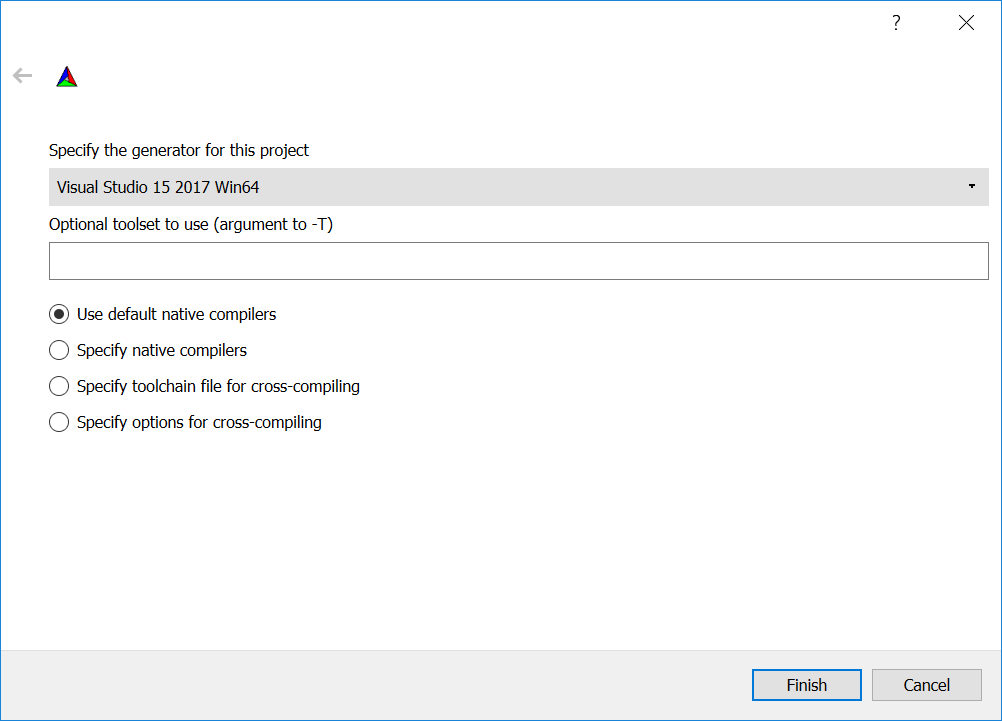 ?
Specify the generator for this project
Visual Studio 15 2017 Win64
Optional toolset to use (argument to -T)
Use default native compilers
Specify native compilers
Specify toolchain file for cross-compiling
Specify options for cross-compiling
Finish
Cancel